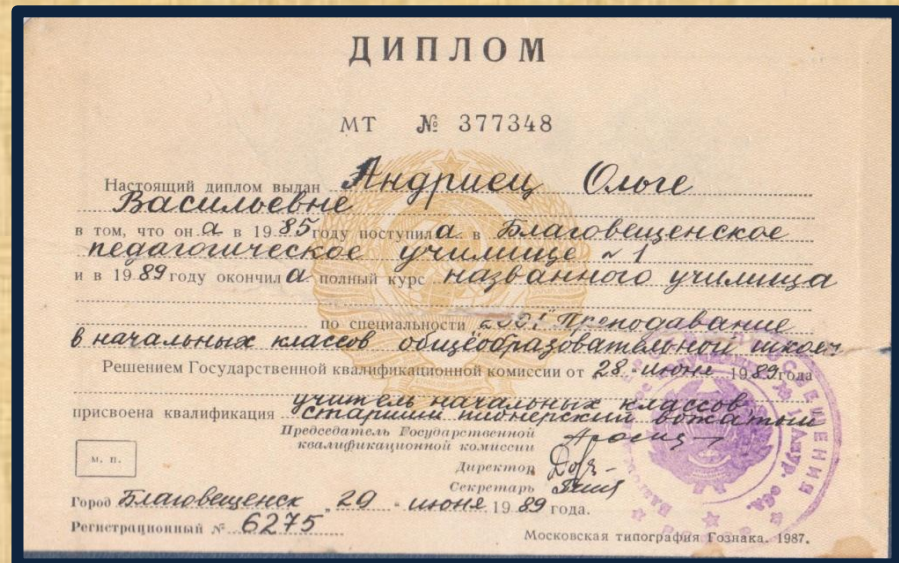 ДИПЛОМ
МТ № 377348
Настоящий диплом выдан Андриец Ольге
Васильевне
в том, что он а в 1985 году поступил а в Благовещенское
педагогическое училище № 1
и в 1989 году окончил а полный курс названного училища
по специальности 2001 Преподавание
в начальных классов общеобразовательной школы
Решением Государственной квалификационной комиссии от 28 июня 1989 года
присвоена квалификация учитель начальных классов
старший пионерский вожатый
Председатель Государственной
квалификационной комиссии
м. п.
Директор
Секретарь
Город Благовещенск 29 июня 1989 года.
Регистрационный № 6275
Московская типография Гознака. 1987.